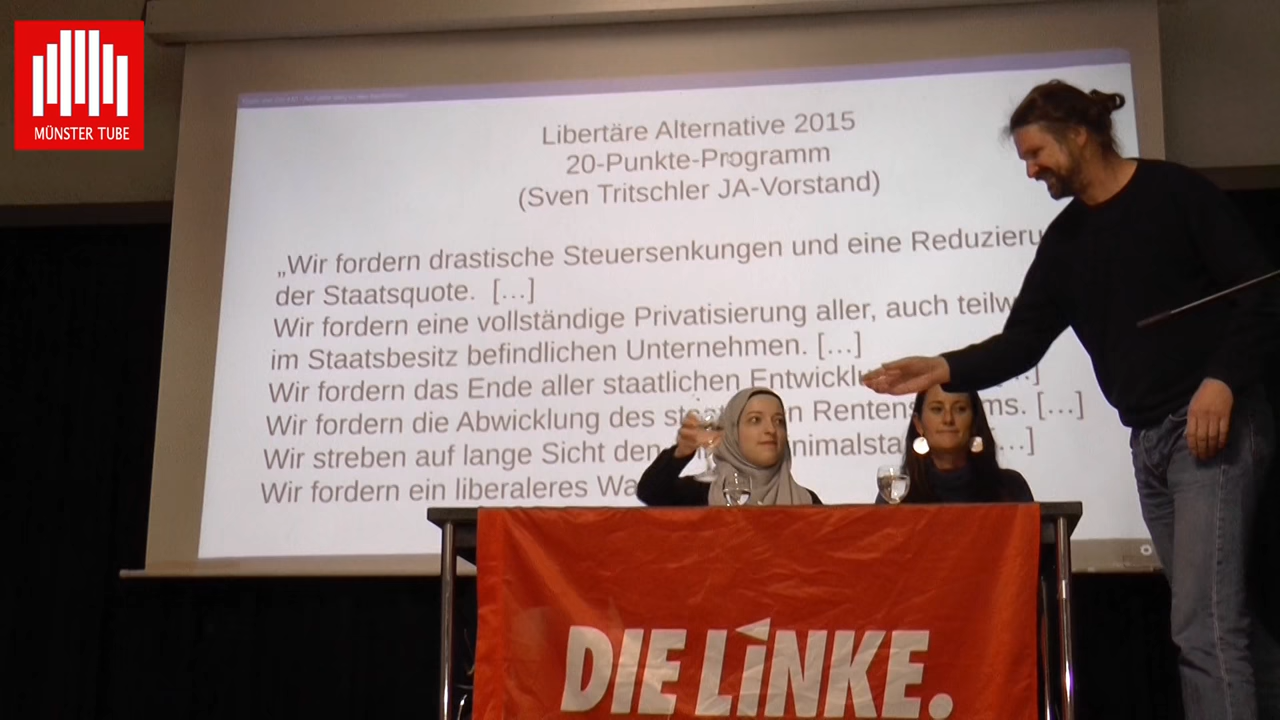 MÜNSTER TUBE
Libertäre Alternative 2015
20-Punkte-Programm
(Sven Tritschler JA-Vorstand)
„Wir fordern drastische Steuersenkungen und eine
der Staatsquote. […]
Wir fordern eine vollständige Privatisierung aller, auch
im Staatsbesitz befindlichen Unternehmen. […]
Wir fordern das Ende aller staatlichen
Wir fordern die Abwicklung des
Wir streben auf lange Sicht den […]
Wir fordern ein liberaleres
DIE LINKE.